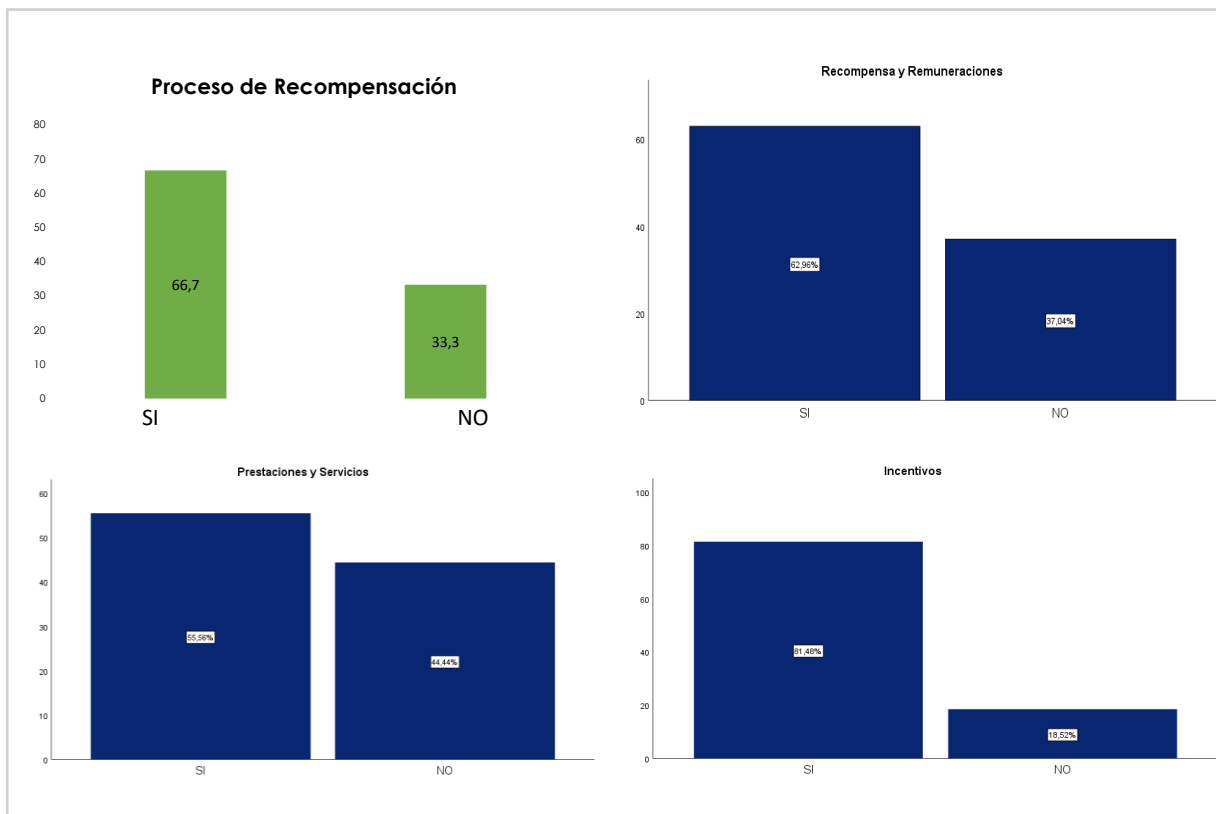 Proceso de Recompensación
80
70
60
50
40
30
20
10
0
66,7
33,3
SI
NO
Recompensa y Remuneraciones
60
40
20
0
62,96%
37,04%
SI
NO
Prestaciones y Servicios
60
50
40
30
20
10
0
55,56%
44,44%
SI
NO
Incentivos
100
80
60
40
20
0
81,48%
18,52%
SI
NO